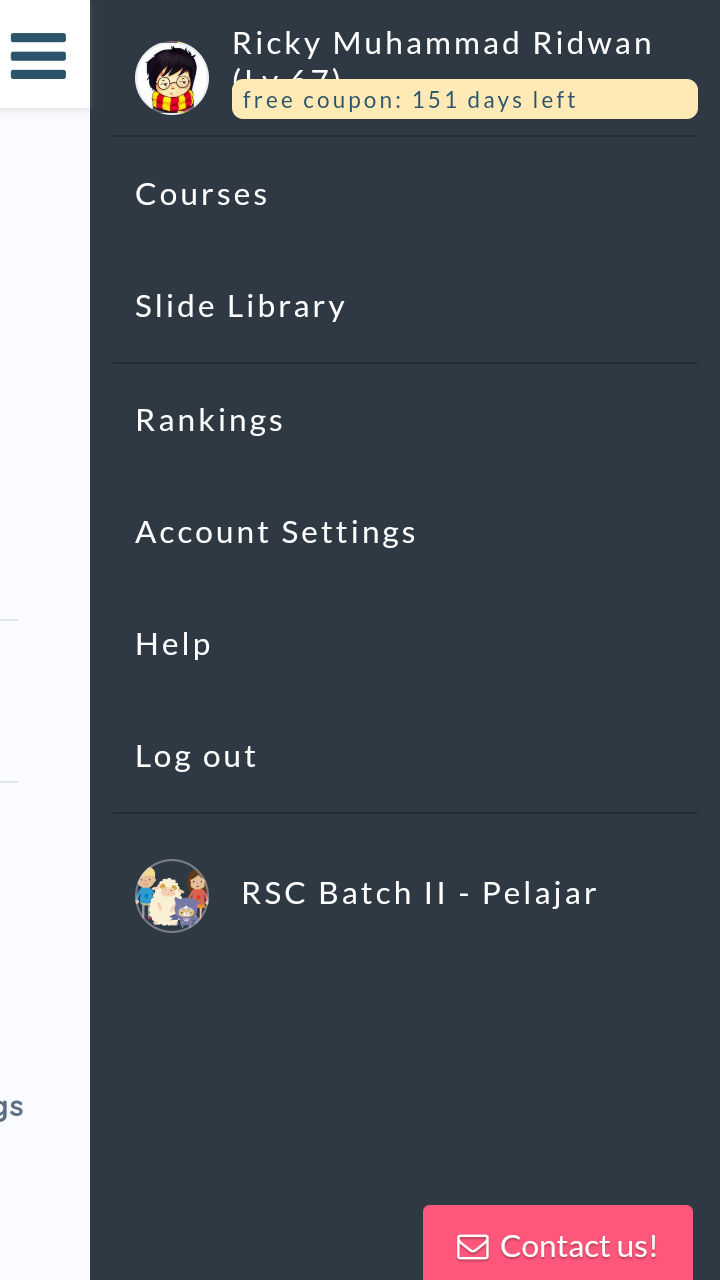 Ricky Muhammad Ridwan
(Lv 67)
free coupon: 151 days left
Courses
Slide Library
Rankings
Account Settings
Help
Log out
RSC Batch II - Pelajar
gs
Contact us!